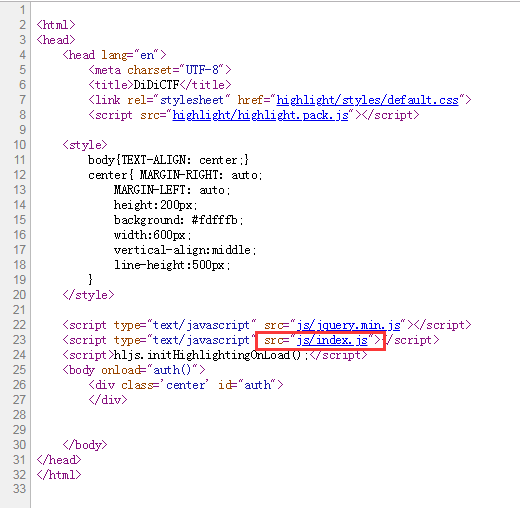 1
2 <html>
3 <head>
4 <head lang="en">
5 <meta charset="UTF-8">
6 <title>DiDiCTF</title>
7 <link rel="stylesheet" href="highlight/styles/default.css">
8 <script src="highlight/highlight.pack.js"></script>
9
10 <style>
11 body{TEXT-ALIGN: center;}
12 center{ MARGIN-RIGHT: auto;
13 MARGIN-LEFT: auto;
14 height:200px;
15 background: #fdfffb;
16 width:600px;
17 vertical-align:middle;
18 line-height:500px;
19 }
20 </style>
21
22 <script type="text/javascript" src="js/jquery.min.js"></script>
23 <script type="text/javascript" src="js/index.js"></script>
24 <script>hljs.initHighlightingOnLoad();</script>
25 <body onload="auth()">
26 <div class='center' id="auth">
27 </div>
28
29
30 </body>
31 </head>
32 </html>
33